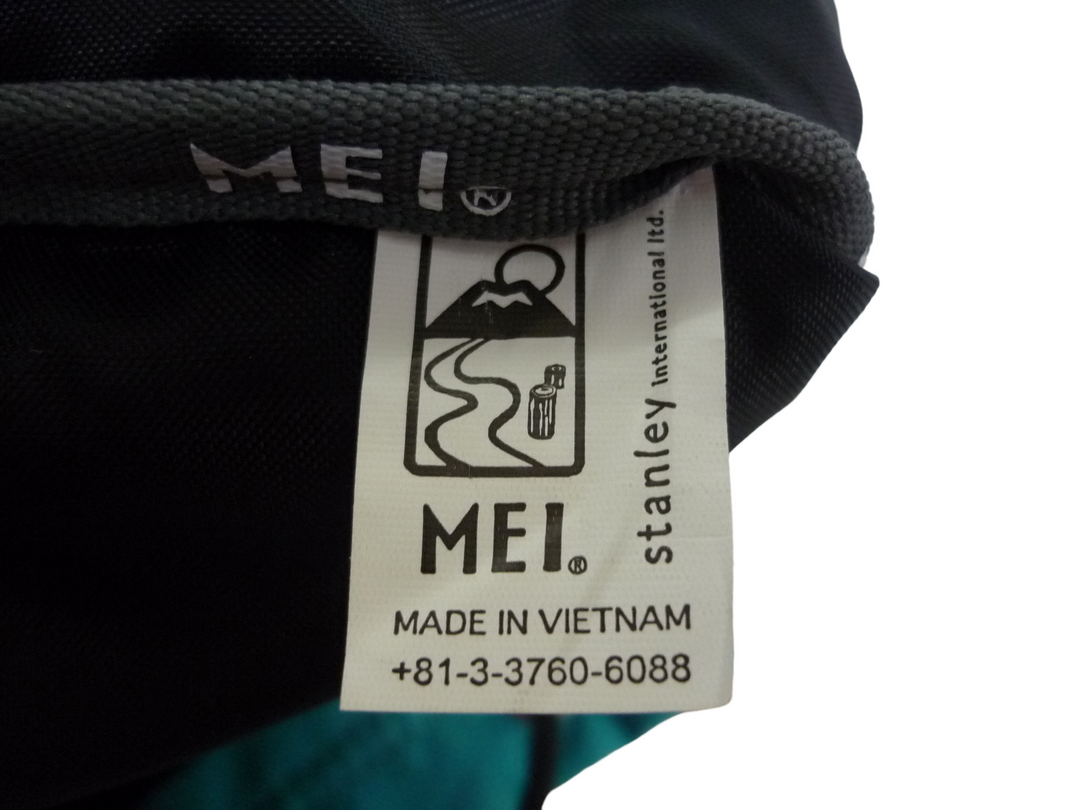 MEI®
stanley International ltd.
MEI®
MADE IN VIETNAM
+81-3-3760-6088